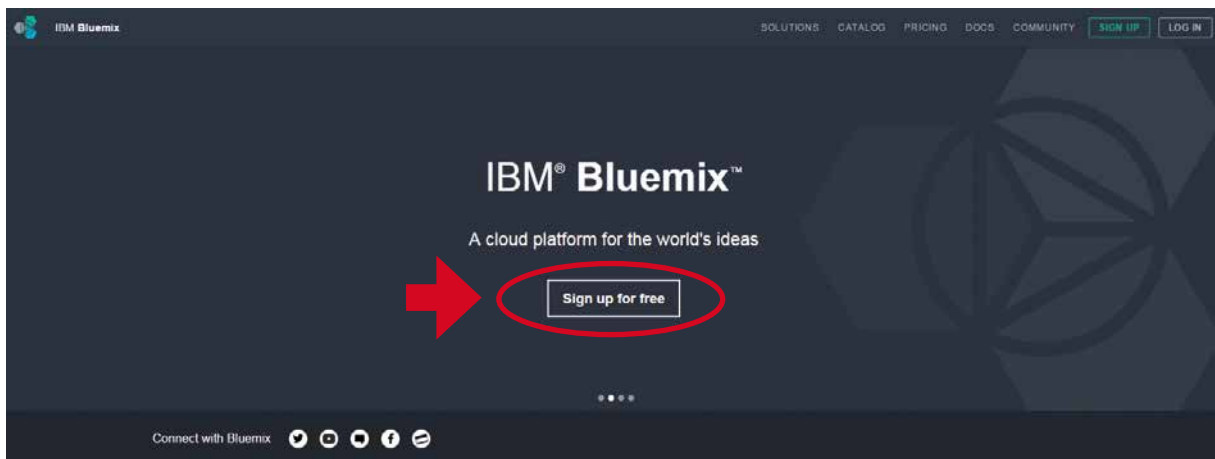 IBM Bluemix
SOLUTIONS CATALOG PRICING DOCS COMMUNITY SIGN UP LOG IN
IBM® Bluemix™
A cloud platform for the world's ideas
Sign up for free
Connect with Bluemix